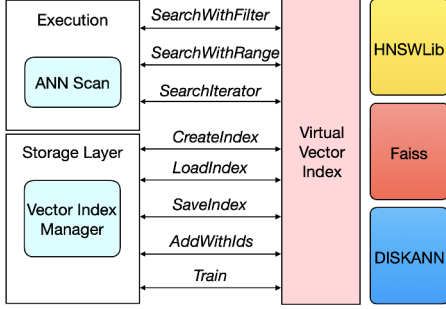 Execution
ANN Scan
Storage Layer
Vector Index
Manager
SearchWithFilter
SearchWithRange
SearchIterator
CreateIndex
LoadIndex
SaveIndex
AddWithIds
Train
Virtual
Vector
Index
HNSWLib
Faiss
DISKANN